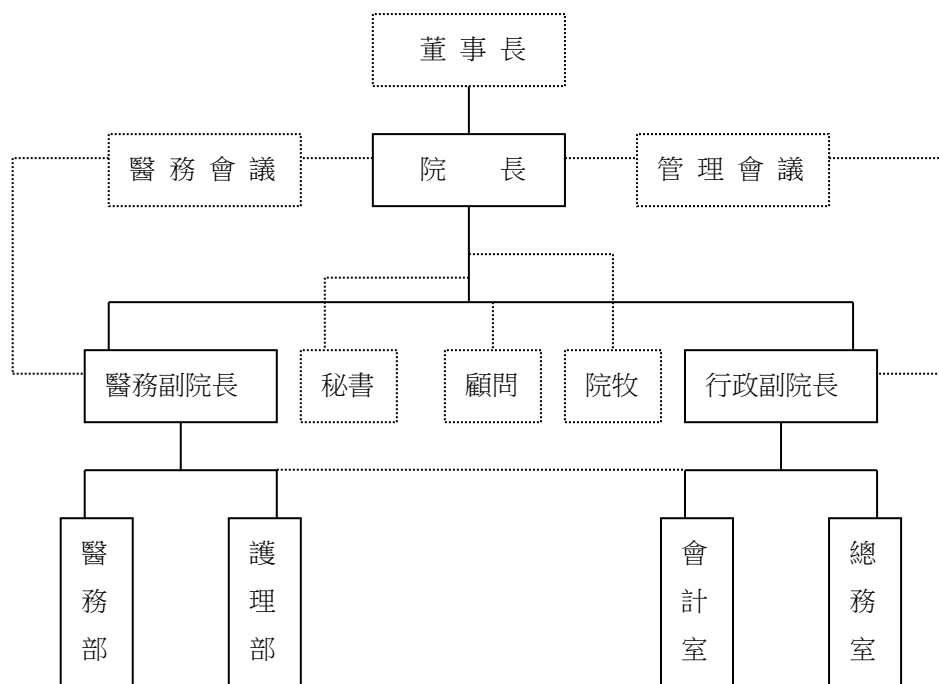 董事長
醫務會議
院長
管理會議
醫務副院長
秘書
顧問
院牧
行政副院長
醫務部
護理部
會計室
總務室